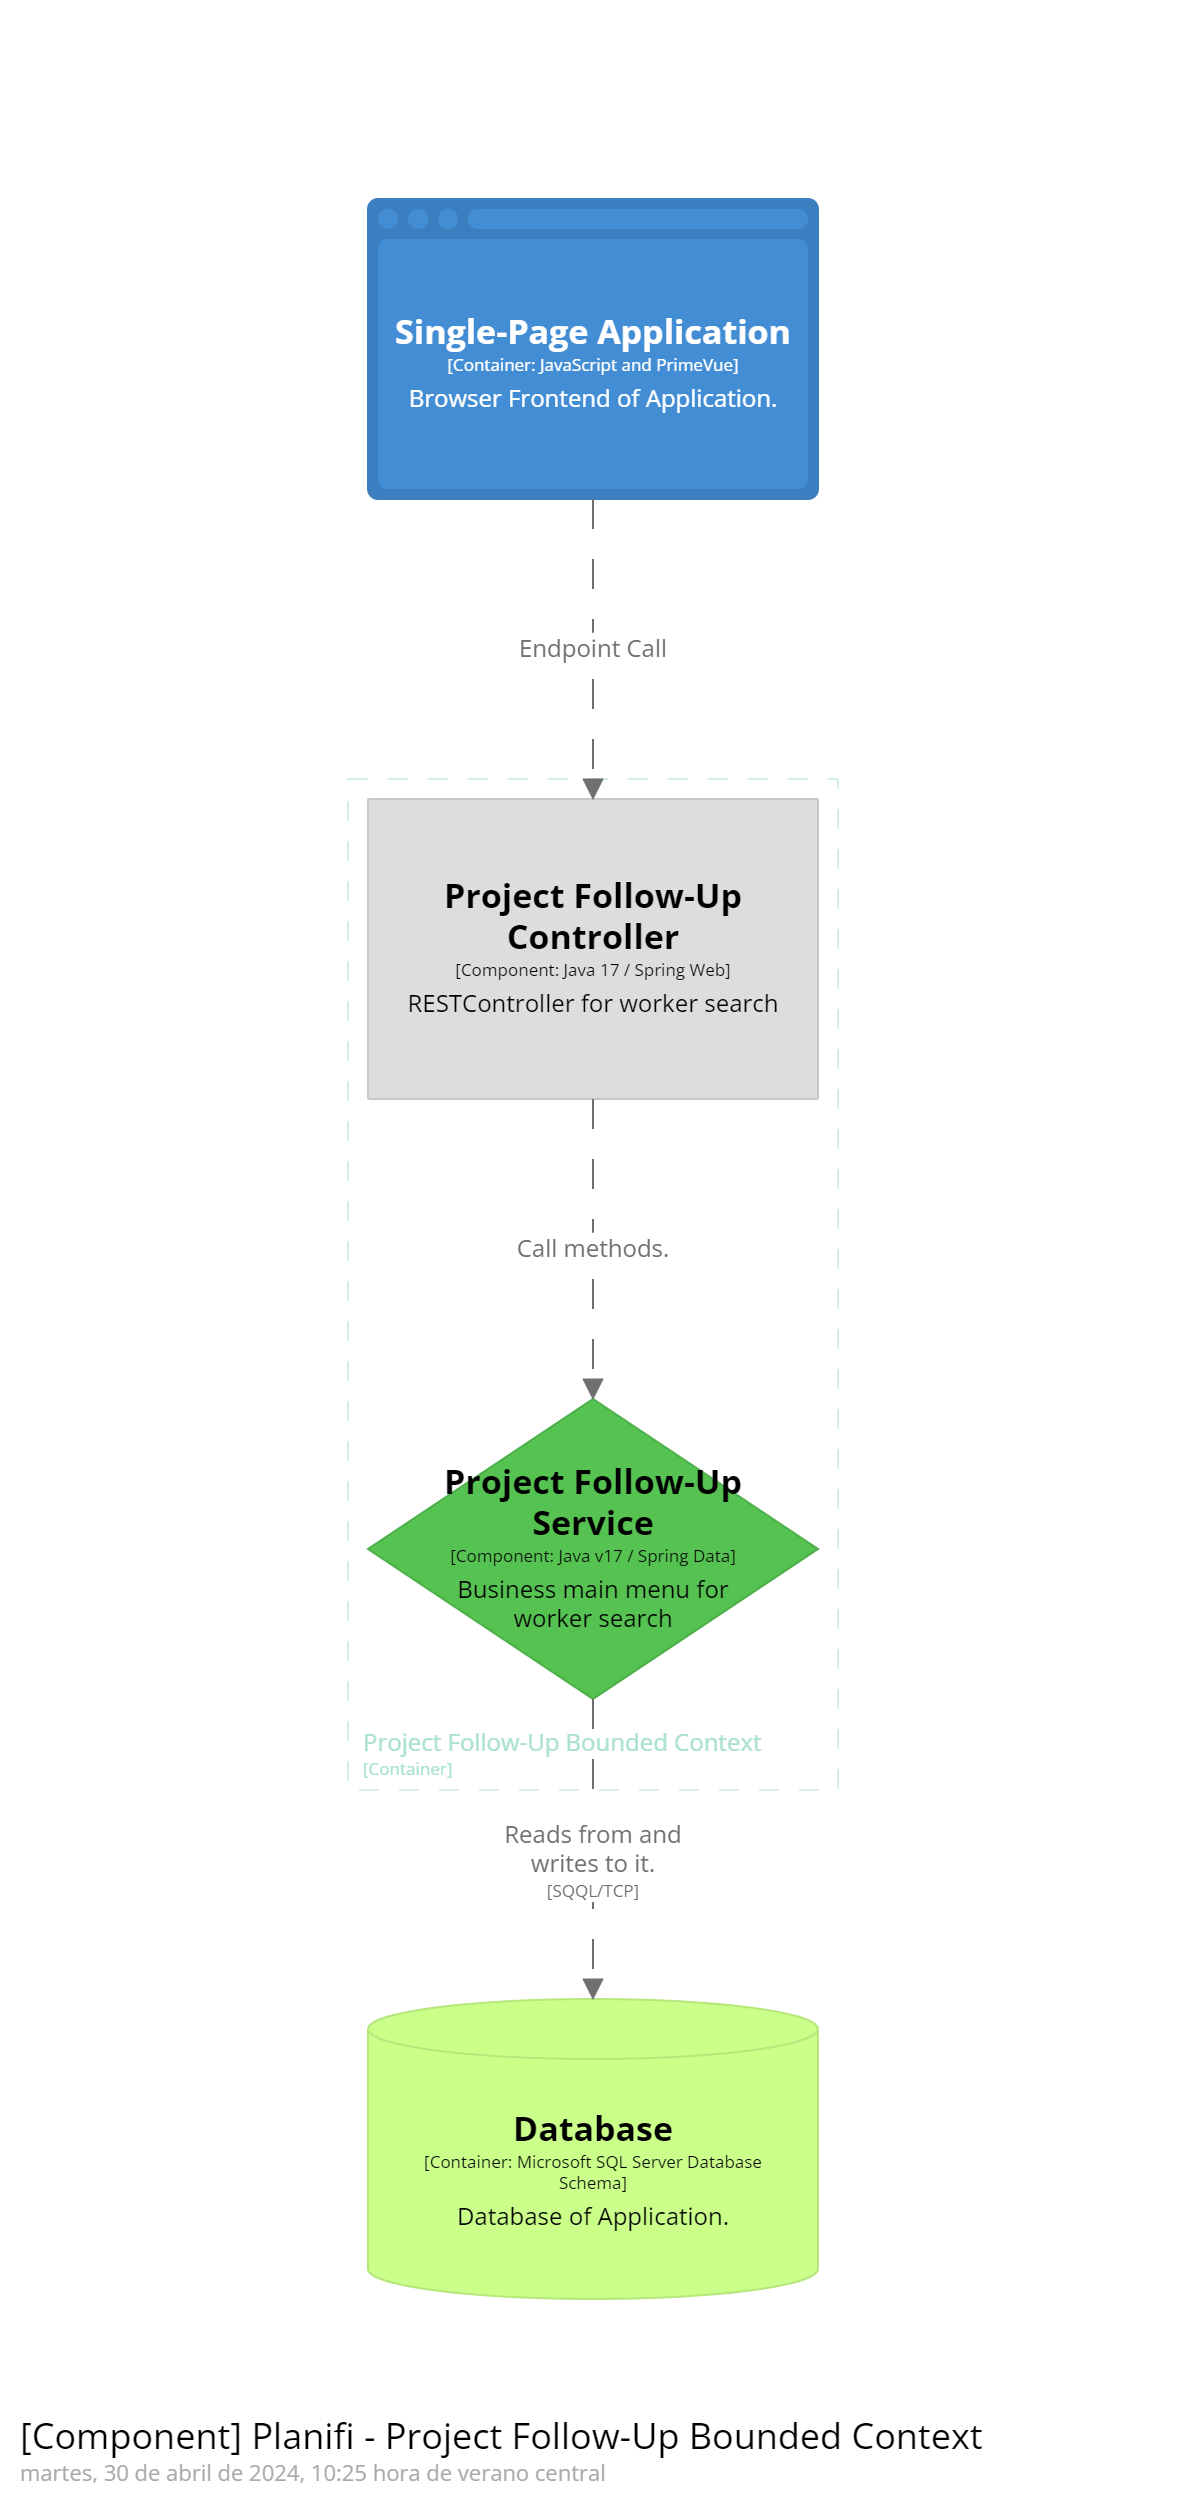 Single-Page Application
[Container: JavaScript and PrimeVue]
Browser Frontend of Application.
Endpoint Call
Project Follow-Up
Controller
[Component: Java 17 / Spring Web]
RESTController for worker search
Call methods.
Project Follow-Up
Service
[Component: Java v17 / Spring Data]
Business main menu for
worker search
Project Follow-Up Bounded Context
[Container]
Reads from and
writes to it.
[SQQL/TCP]
Database
[Container: Microsoft SQL Server Database
Schema]
Database of Application.
[Component] Planifi - Project Follow-Up Bounded Context
martes, 30 de abril de 2024, 10:25 hora de verano central